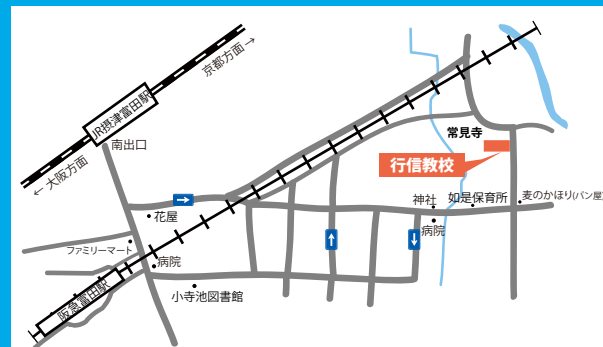 京都方面 →
JR摂津富田駅
南出口
← 大阪方面
常見寺
行信教校
神社
如是保育所
麦のかほり(パン屋)
花屋
病院
ファミリーマート
病院
小寺池図書館
阪急富田駅